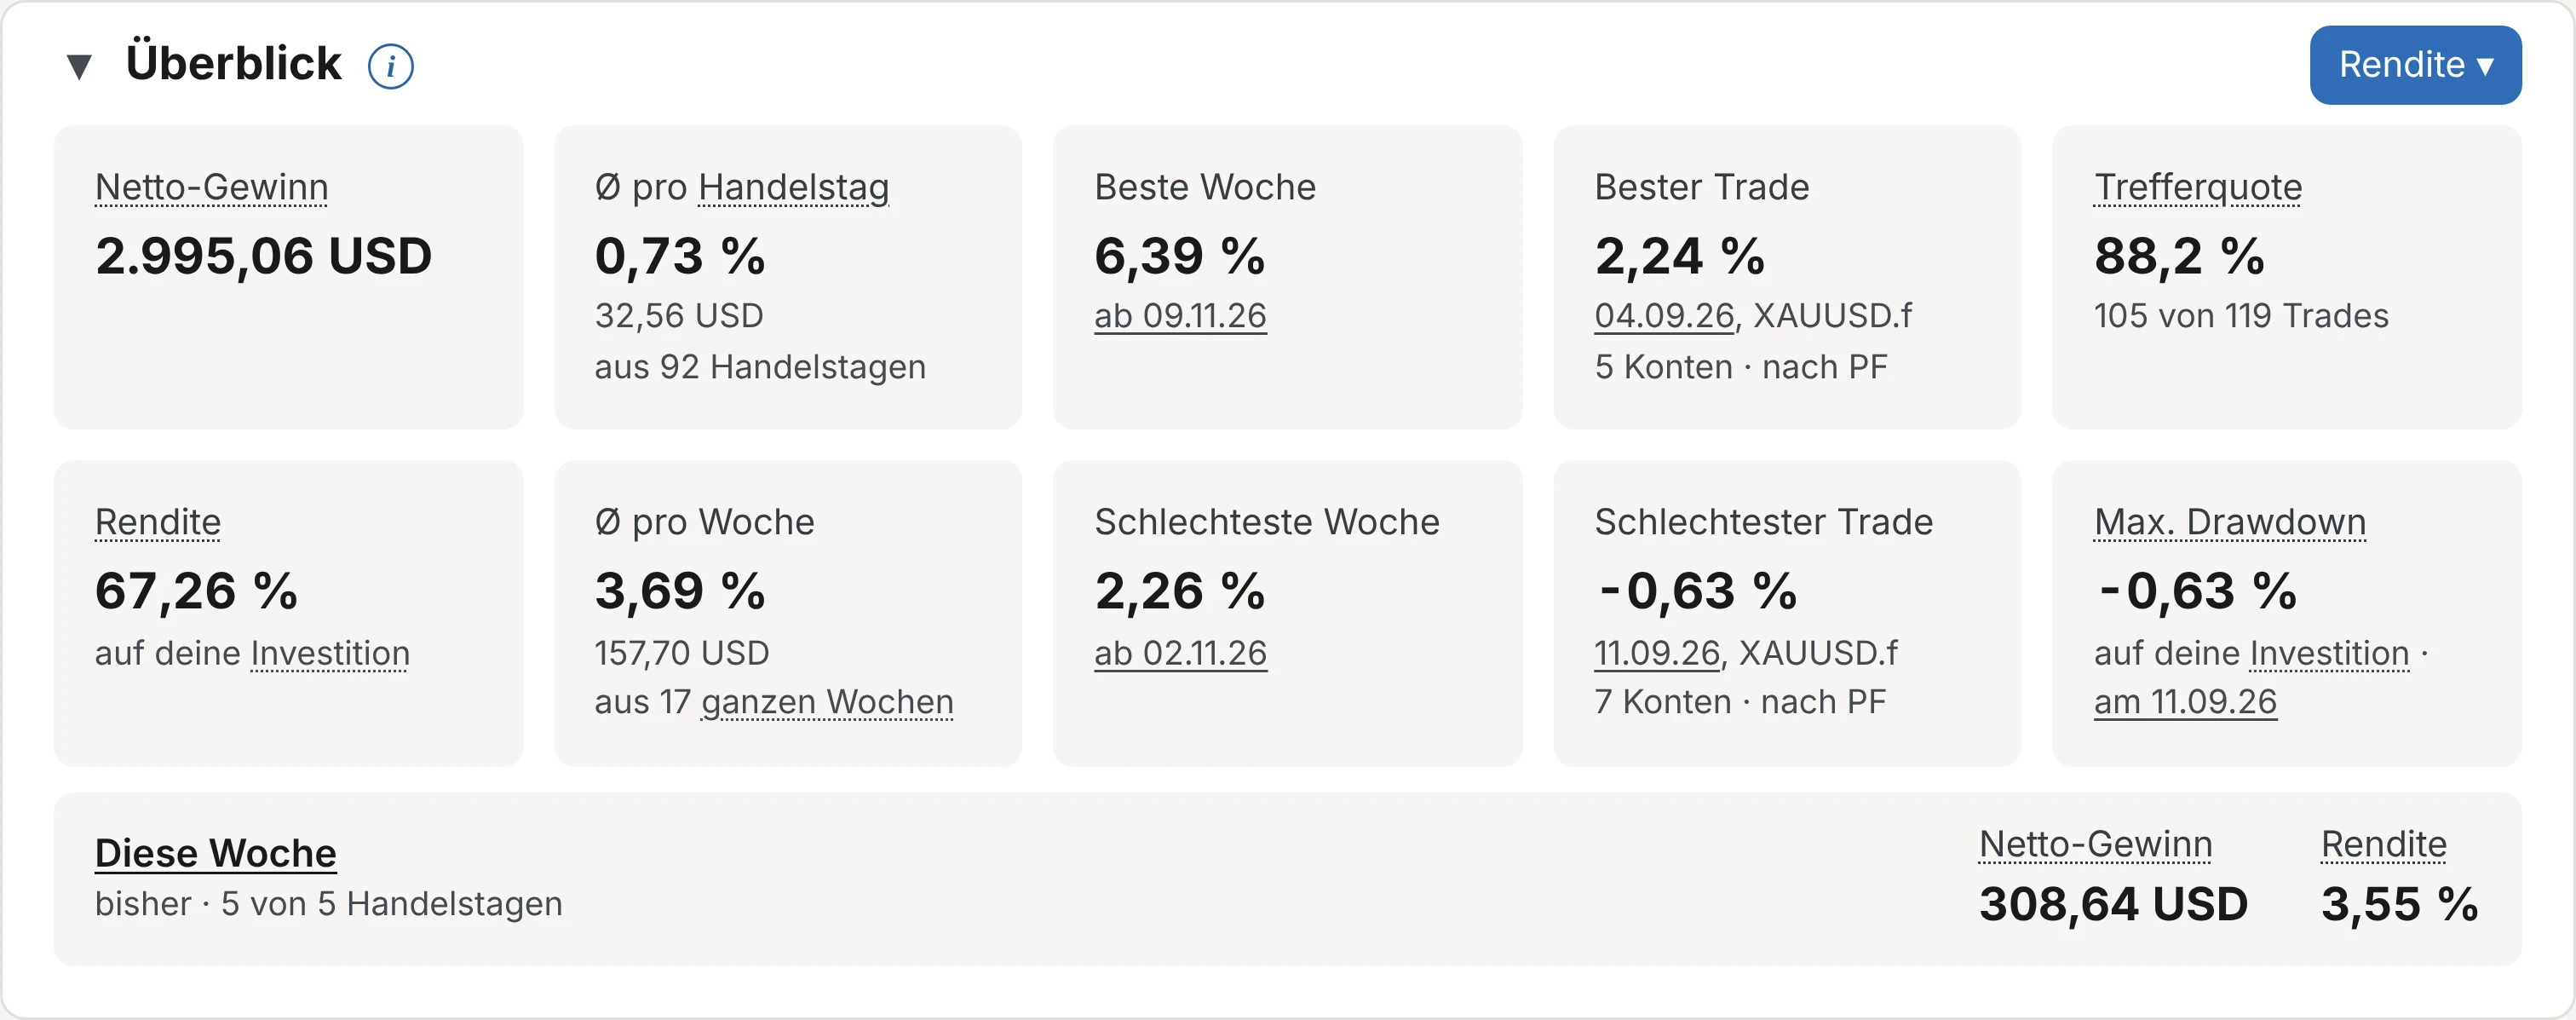 ▼ Überblick i
Rendite ▾
Netto-Gewinn
2.995,06 USD
Ø pro Handelstag
0,73 %
32,56 USD
aus 92 Handelstagen
Beste Woche
6,39 %
ab 09.11.26
Bester Trade
2,24 %
04.09.26, XAUUSD.f
5 Konten · nach PF
Trefferquote
88,2 %
105 von 119 Trades
Rendite
67,26 %
auf deine Investition
Ø pro Woche
3,69 %
157,70 USD
aus 17 ganzen Wochen
Schlechteste Woche
2,26 %
ab 02.11.26
Schlechtester Trade
-0,63 %
11.09.26, XAUUSD.f
7 Konten · nach PF
Max. Drawdown
-0,63 %
auf deine Investition ·
am 11.09.26
Diese Woche
bisher · 5 von 5 Handelstagen
Netto-Gewinn
308,64 USD
Rendite
3,55 %